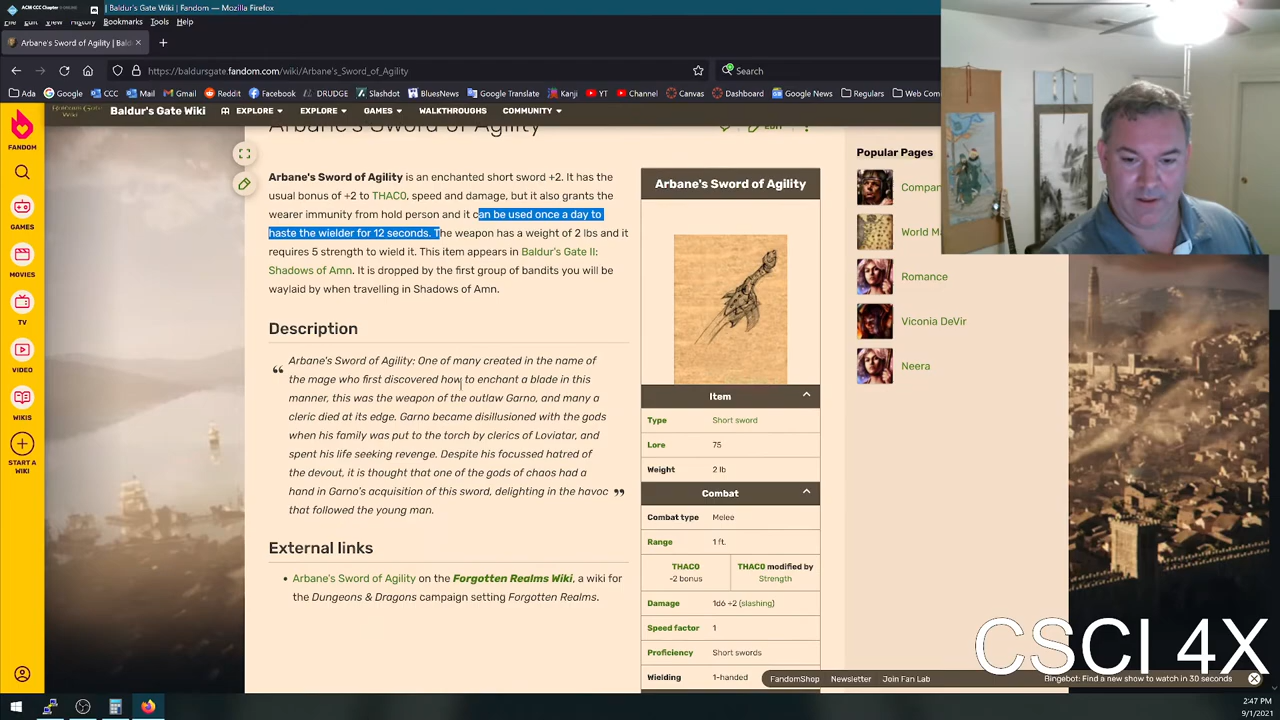 ACM CCC Chapter
Baldur's Gate Wiki | Fandom — Mozilla Firefox
File Edit View History Bookmarks Tools Help
Arbane's Sword of Agility | Bal
https://baldursgate.fandom.com/wiki/Arbane's_Sword_of_Agility
Search
Ada Google CCC Mail Gmail Reddit FaceBook DRUDGE Slashdot BluesNews Google Translate Kanji YT Channel Canvas Dashboard Google News Regulars Web Com
FANDOM
Baldur's Gate Wiki
EXPLORE EXPLORE GAMES WALKTHROUGHS COMMUNITY
GAMES
MOVIES
TV
VIDEO
WIKIS
START A
WIKI
Arbane's Sword of Agility
EDIT
Arbane's Sword of Agility is an enchanted short sword +2. It has the
usual bonus of +2 to THAC0, speed and damage, but it also grants the
wearer immunity from hold person and it can be used once a day to
haste the wielder for 12 seconds. The weapon has a weight of 2 lbs and it
requires 5 strength to wield it. This item appears in Baldur's Gate II:
Shadows of Amn. It is dropped by the first group of bandits you will be
waylaid by when travelling in Shadows of Amn.
Description
“ Arbane's Sword of Agility: One of many created in the name of
the mage who first discovered how to enchant a blade in this
manner, this was the weapon of the outlaw Garno, and many a
cleric died at its edge. Garno became disillusioned with the gods
when his family was put to the torch by clerics of Loviatar, and
spent his life seeking revenge. Despite his focussed hatred of
the devout, it is thought that one of the gods of chaos had a
hand in Garno's acquisition of this sword, delighting in the havoc ”
that followed the young man.
External links
• Arbane's Sword of Agility on the Forgotten Realms Wiki, a wiki for
the Dungeons & Dragons campaign setting Forgotten Realms.
Arbane's Sword of Agility
Item
Type Short sword
Lore 75
Weight 2 lb
Combat
Combat type Melee
Range 1 ft.
THAC0 THAC0 modified by
-2 bonus Strength
Damage 1d6 +2 (slashing)
Speed factor 1
Proficiency Short swords
Wielding 1-handed
Popular Pages
Compan
World Ma
Romance
Viconia DeVir
Neera
CSCI 4X
FandomShop Newsletter Join Fan Lab
Bingebot: Find a new show to watch in 30 seconds
2:47 PM
9/1/2021